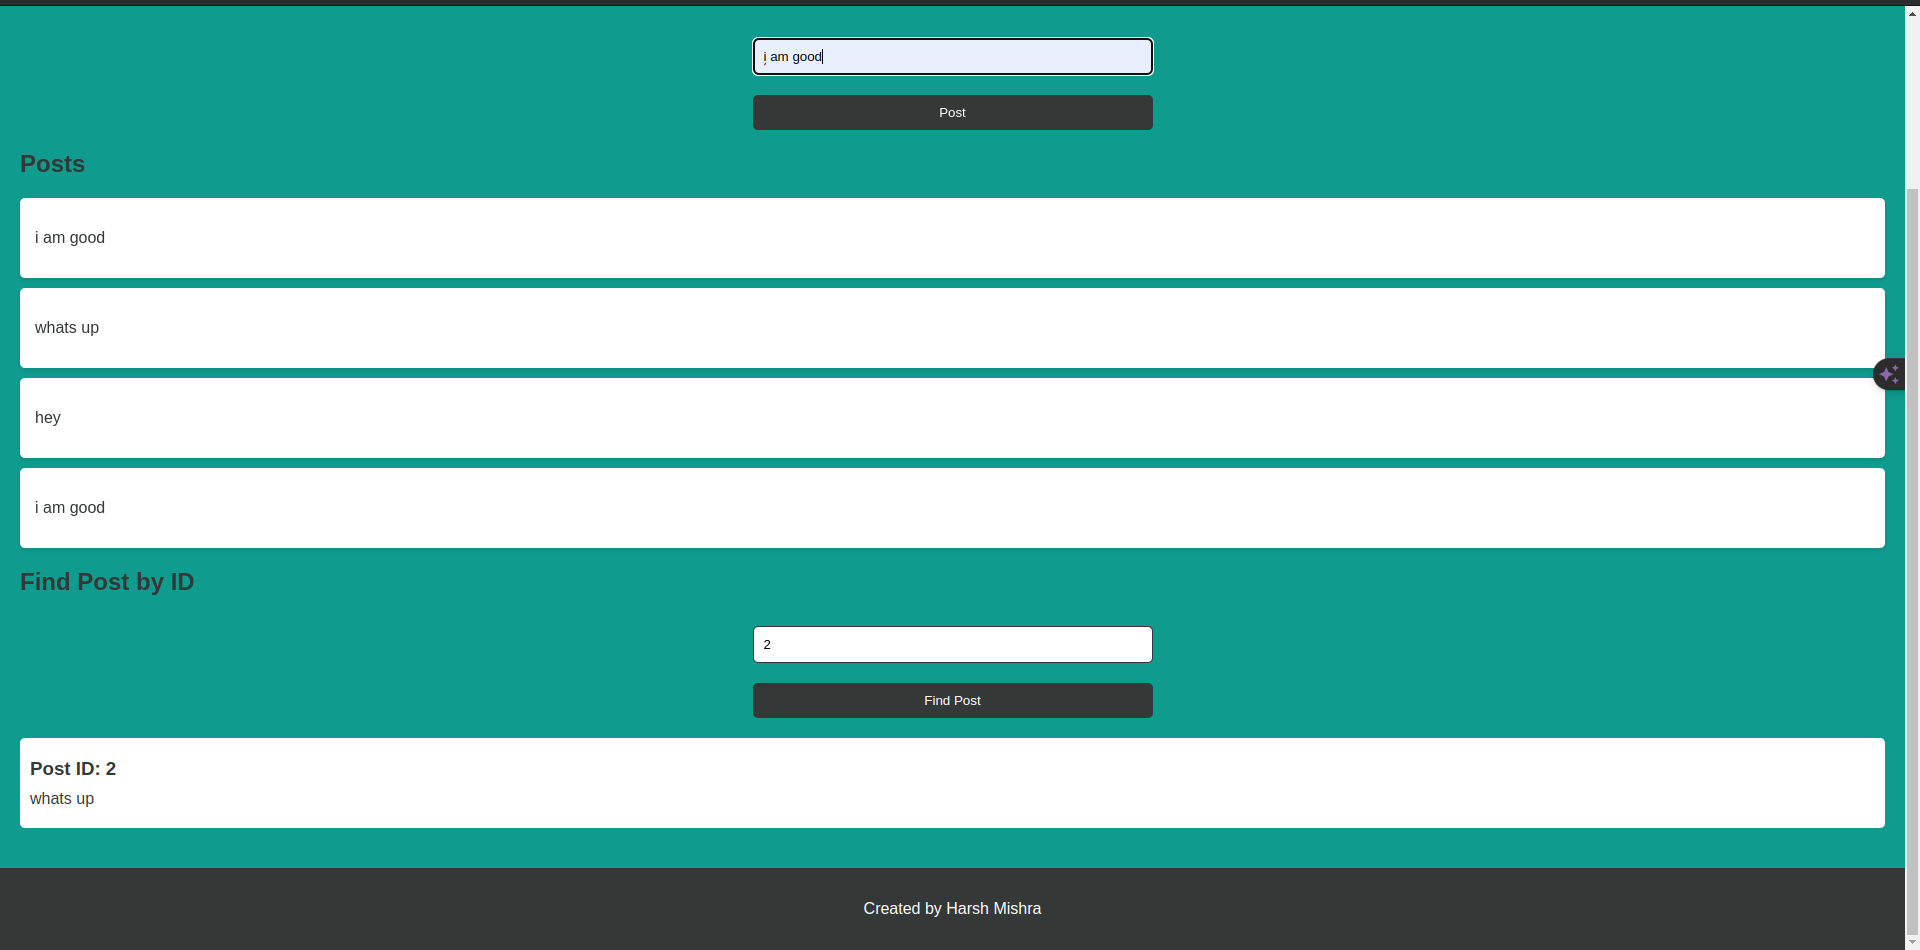 i am good
Post
Posts
i am good
whats up
hey
i am good
Find Post by ID
2
Find Post
Post ID: 2
whats up
Created by Harsh Mishra